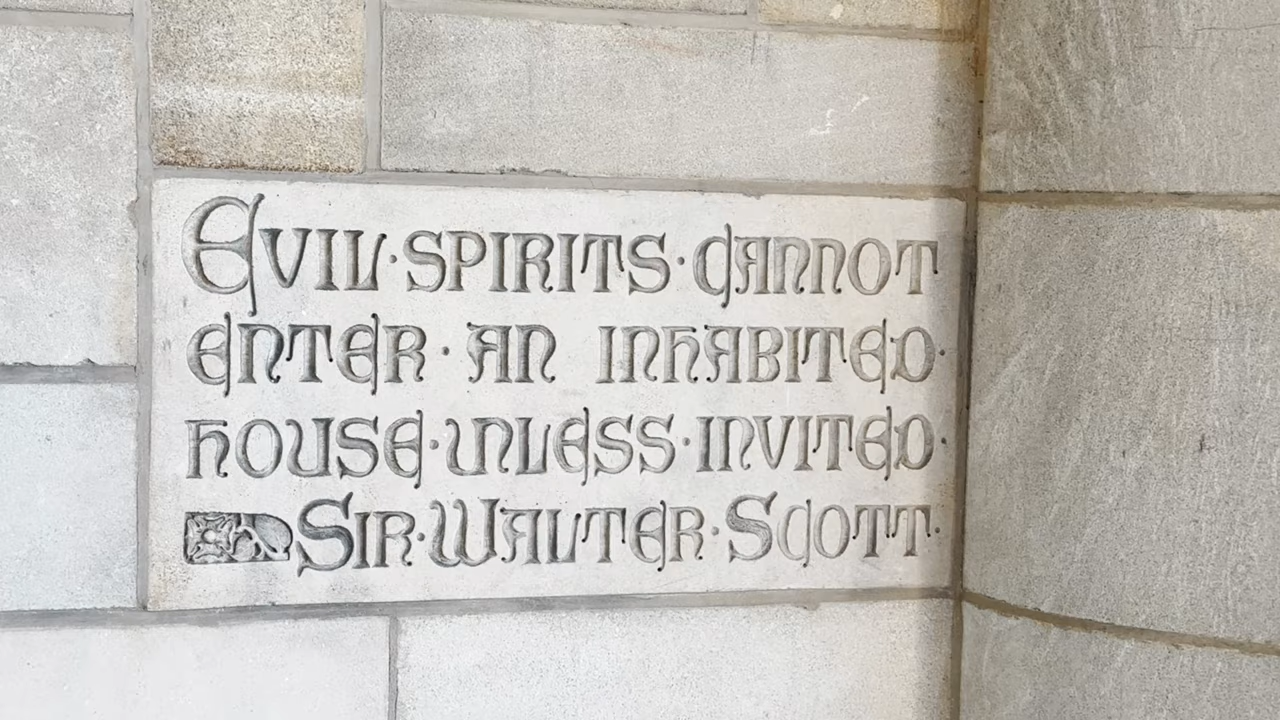 EVIL·SPIRITS·CANNOT
ENTER·AN INHABITED·
HOUSE·UNLESS·INVITED·
SIR·WALTER·SCOTT·